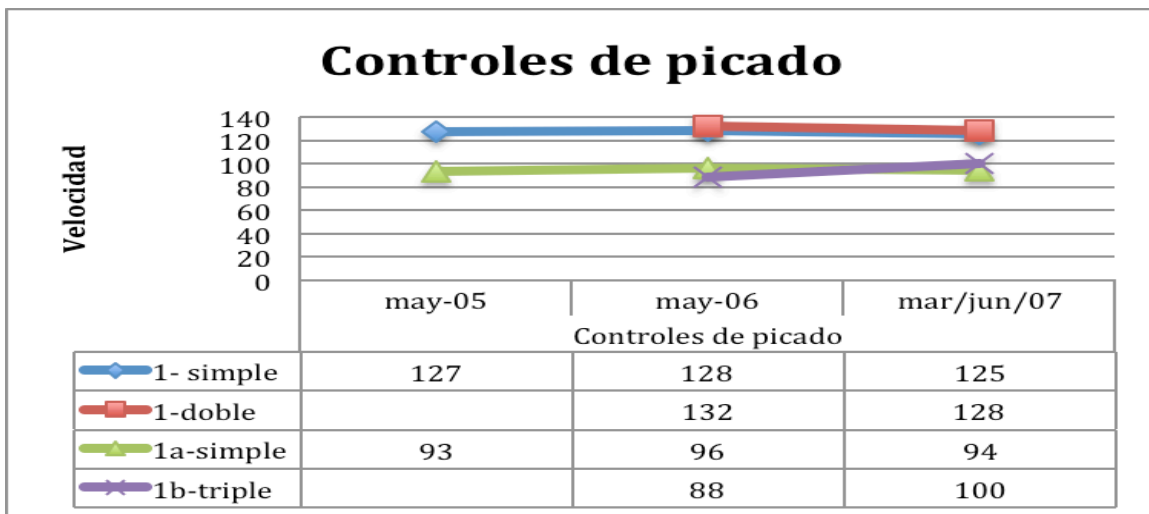 Controles de picado
Velocidad
140
120
100
80
60
40
20
0
may-05 may-06 mar/jun/07
Controles de picado
1- simple 127 128 125
1-doble 132 128
1a-simple 93 96 94
1b-triple 88 100